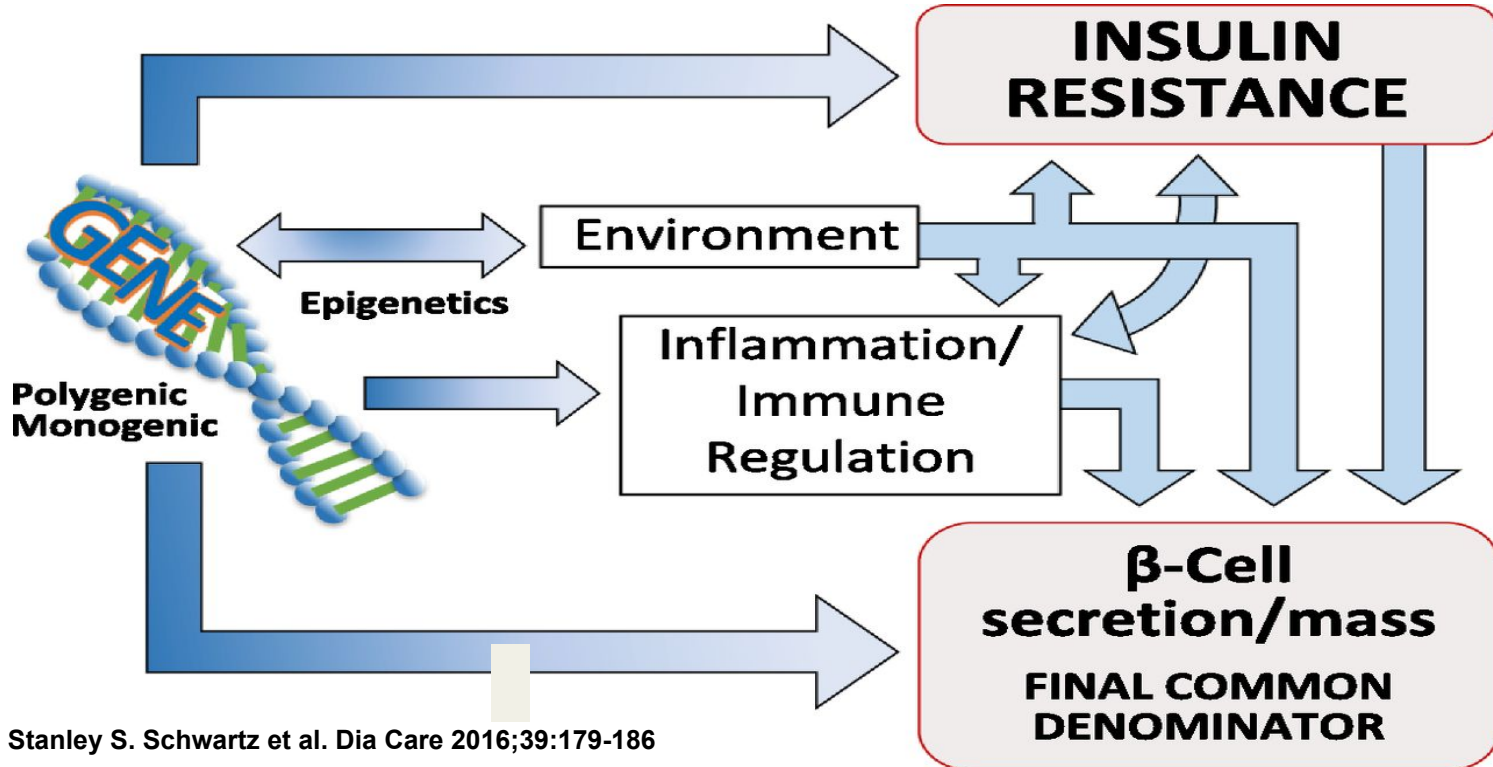 INSULIN
RESISTANCE
GENE
Environment
Epigenetics
Inflammation/
Immune
Regulation
Polygenic
Monogenic
β-Cell
secretion/mass
FINAL COMMON
DENOMINATOR
Stanley S. Schwartz et al. Dia Care 2016;39:179-186